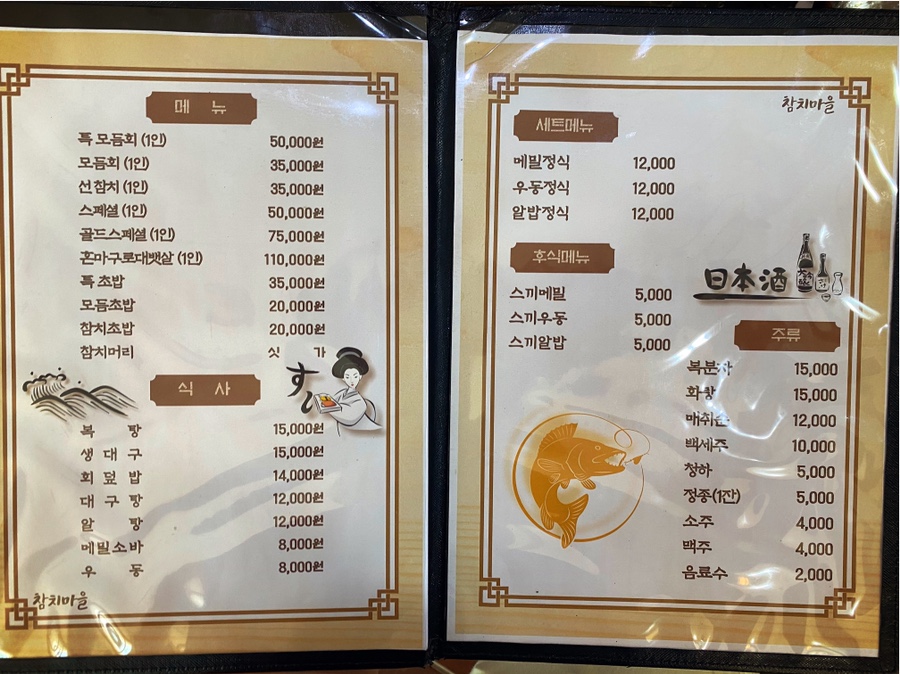 메 뉴
특 모듬회 (1인) 50,000원
모듬회 (1인) 35,000원
선참치 (1인) 35,000원
스페셜 (1인) 50,000원
골드스페셜 (1인) 75,000원
혼마구로대뱃살 (1인) 110,000원
특 초밥 35,000원
모듬초밥 20,000원
참치초밥 20,000원
참치머리 싯 가
すし
식 사
복 탕 15,000원
생 대 구 15,000원
회 덮 밥 14,000원
대 구 탕 12,000원
알 탕 12,000원
메밀소바 8,000원
우 동 8,000원
참치마을
참치마을
세트메뉴
메밀정식 12,000
우동정식 12,000
알밥정식 12,000
후식메뉴
스끼메밀 5,000
스끼우동 5,000
스끼알밥 5,000
日本酒
주류
복분자 15,000
화랑 15,000
매취순 12,000
백세주 10,000
청하 5,000
정종(1잔) 5,000
소주 4,000
맥주 4,000
음료수 2,000